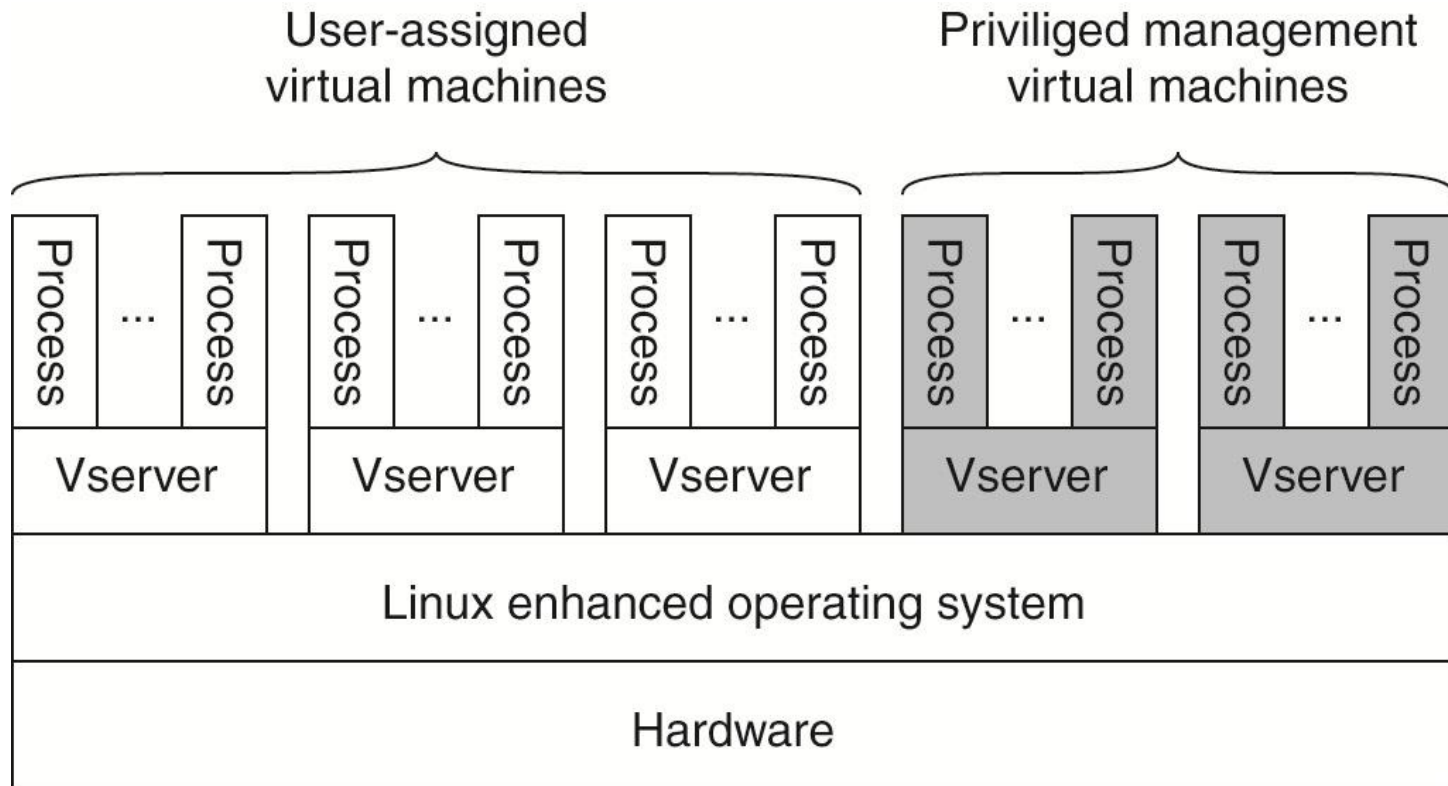 User-assigned
virtual machines
Priviliged management
virtual machines
Process
...
Process
Process
...
Process
Process
...
Process
Process
...
Process
Process
...
Process
Vserver
Vserver
Vserver
Vserver
Vserver
Linux enhanced operating system
Hardware